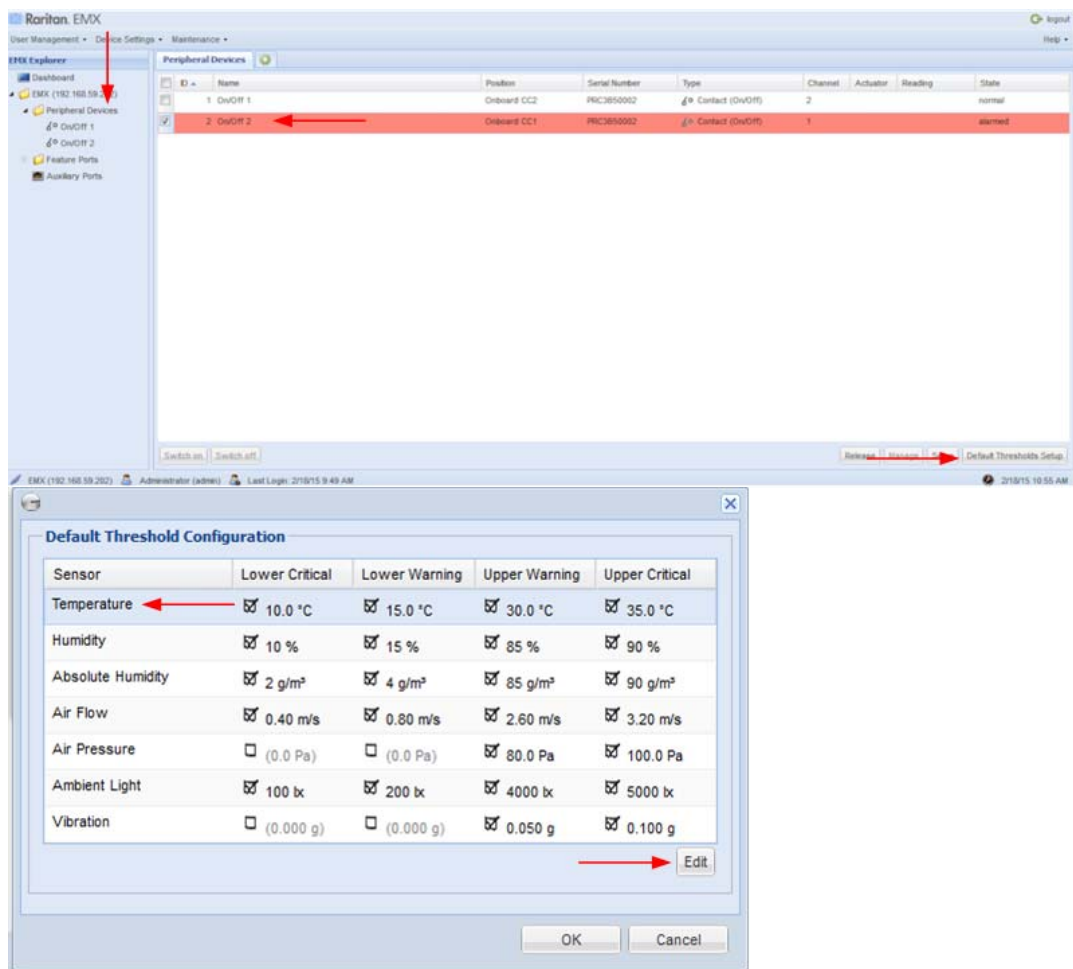 Raritan. EMX
logout
User Management Device Settings Maintenance
Help
EMX Explorer
Peripheral Devices
Dashboard
EMX (192.168.59.202)
Peripheral Devices
On/Off 1
On/Off 2
Feature Ports
Auxiliary Ports
ID Name Position Serial Number Type Channel Actuator Reading State
1 On/Off 1 Onboard CC2 PRC3850002 Contact (On/Off) 2 normal
2 On/Off 2 Onboard CC1 PRC3850002 Contact (On/Off) 1 alarmed
Switch on Switch off
Release Manage Setup Default Thresholds Setup
EMX (192.168.59.202) Administrator (admin) Last Login: 2/18/15 9:49 AM
2/18/15 10:55 AM
Default Threshold Configuration
Sensor Lower Critical Lower Warning Upper Warning Upper Critical
Temperature 10.0 °C 15.0 °C 30.0 °C 35.0 °C
Humidity 10 % 15 % 85 % 90 %
Absolute Humidity 2 g/m³ 4 g/m³ 85 g/m³ 90 g/m³
Air Flow 0.40 m/s 0.80 m/s 2.60 m/s 3.20 m/s
Air Pressure (0.0 Pa) (0.0 Pa) 80.0 Pa 100.0 Pa
Ambient Light 100 lx 200 lx 4000 lx 5000 lx
Vibration (0.000 g) (0.000 g) 0.050 g 0.100 g
Edit
OK Cancel